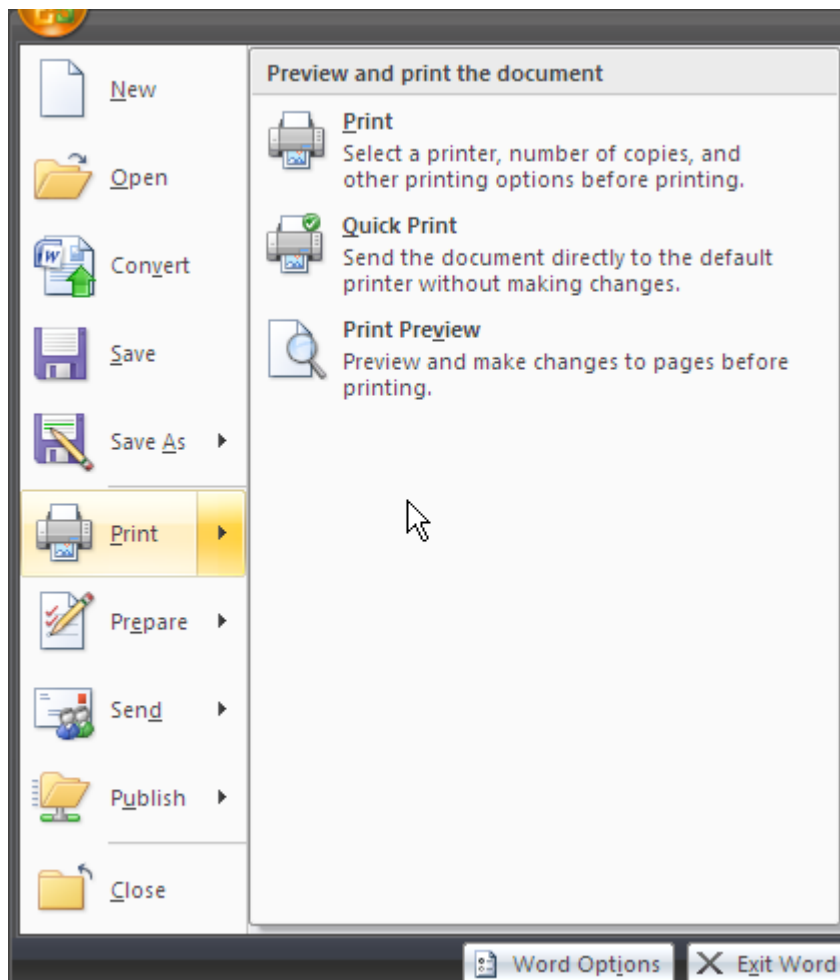 New
Open
Convert
Save
Save As
Print
Prepare
Send
Publish
Close
Preview and print the document
Print
Select a printer, number of copies, and
other printing options before printing.
Quick Print
Send the document directly to the default
printer without making changes.
Print Preview
Preview and make changes to pages before
printing.
Word Options
Exit Word